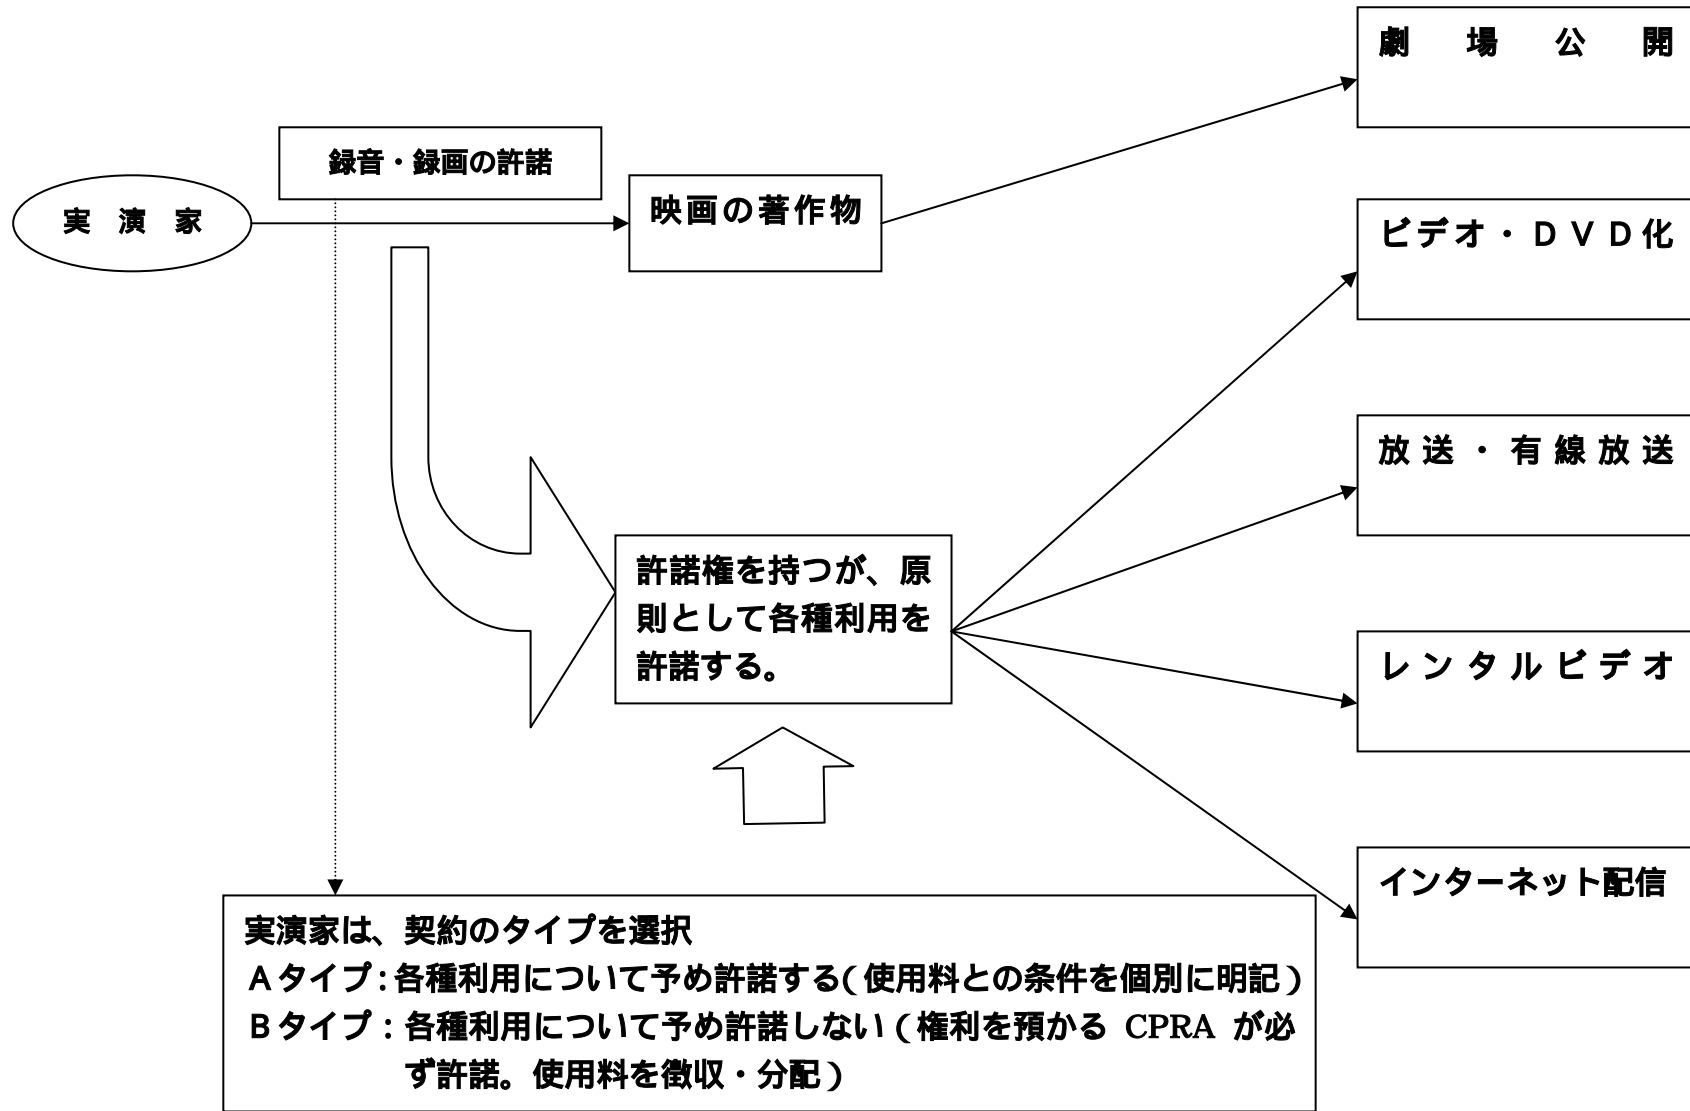 劇場公開
録音・録画の許諾
実演家
映画の著作物
ビデオ・ＤＶＤ化
放送・有線放送
許諾権を持つが、原
則として各種利用を
許諾する。
レンタルビデオ
インターネット配信
実演家は、契約のタイプを選択
Ａタイプ：各種利用について予め許諾する（使用料との条件を個別に明記）
Ｂタイプ：各種利用について予め許諾しない（権利を預かる CPRA が必
ず許諾。使用料を徴収・分配）